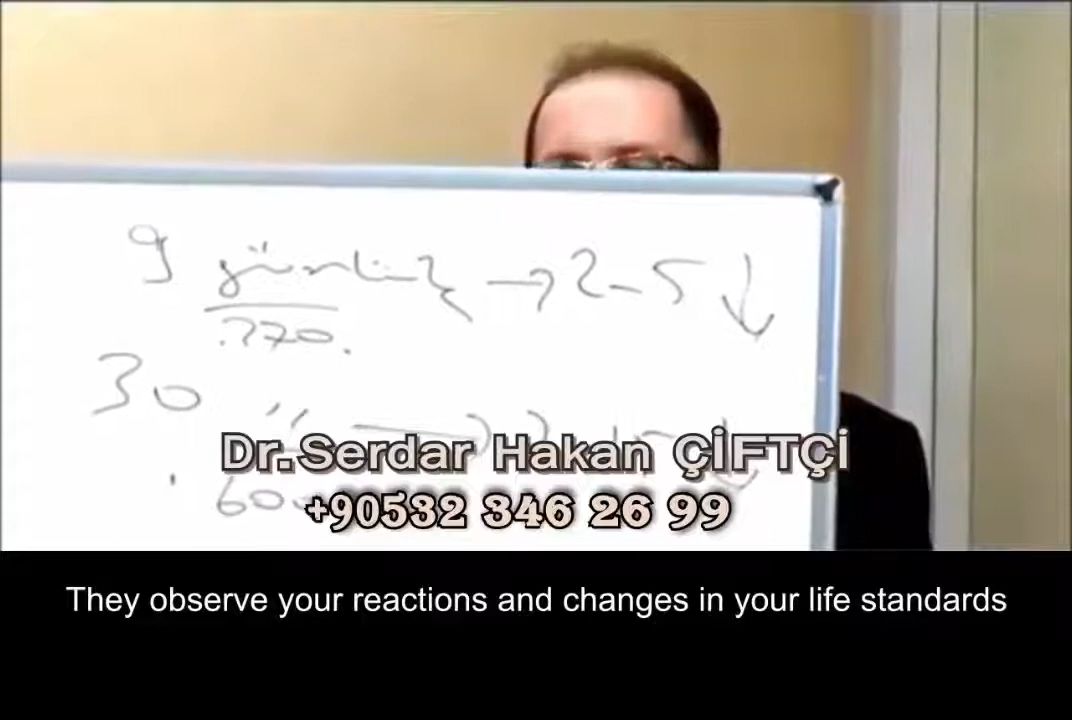 9 günlük → 2-5 ↓
270
30 " →
60
Dr.Serdar Hakan ÇİFTÇİ
+90532 346 26 99
They observe your reactions and changes in your life standards